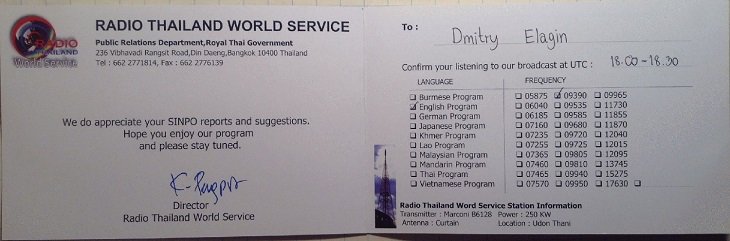 RADIO
THAILAND
World Service
RADIO THAILAND WORLD SERVICE
Public Relations Department,Royal Thai Government
236 Vibhavadi Rangsit Road,Din Daeng,Bangkok 10400 Thailand
Tel : 662 2771814, Fax : 662 2776139
We do appreciate your SINPO reports and suggestions.
Hope you enjoy our program
and please stay tuned.
Director
Radio Thailand World Service
To : Dmitry Elagin
Confirm your listening to our broadcast at UTC : 18.00-18.30
LANGUAGE FREQUENCY
☐ Burmese Program ☐ 05875 ☑ 09390 ☐ 09965
☑ English Program ☐ 06040 ☐ 09535 ☐ 11730
☐ German Program ☐ 06185 ☐ 09585 ☐ 11855
☐ Japanese Program ☐ 07160 ☐ 09680 ☐ 11870
☐ Khmer Program ☐ 07235 ☐ 09720 ☐ 12040
☐ Lao Program ☐ 07255 ☐ 09725 ☐ 12015
☐ Malaysian Program ☐ 07365 ☐ 09805 ☐ 12095
☐ Mandarin Program ☐ 07460 ☐ 09810 ☐ 13745
☐ Thai Program ☐ 07465 ☐ 09940 ☐ 15275
☐ Vietnamese Program ☐ 07570 ☐ 09950 ☐ 17630 ☐
Radio Thailand Word Service Station Information
Transmitter : Marconi B6128 Power : 250 KW
Antenna : Curtain Location : Udon Thani